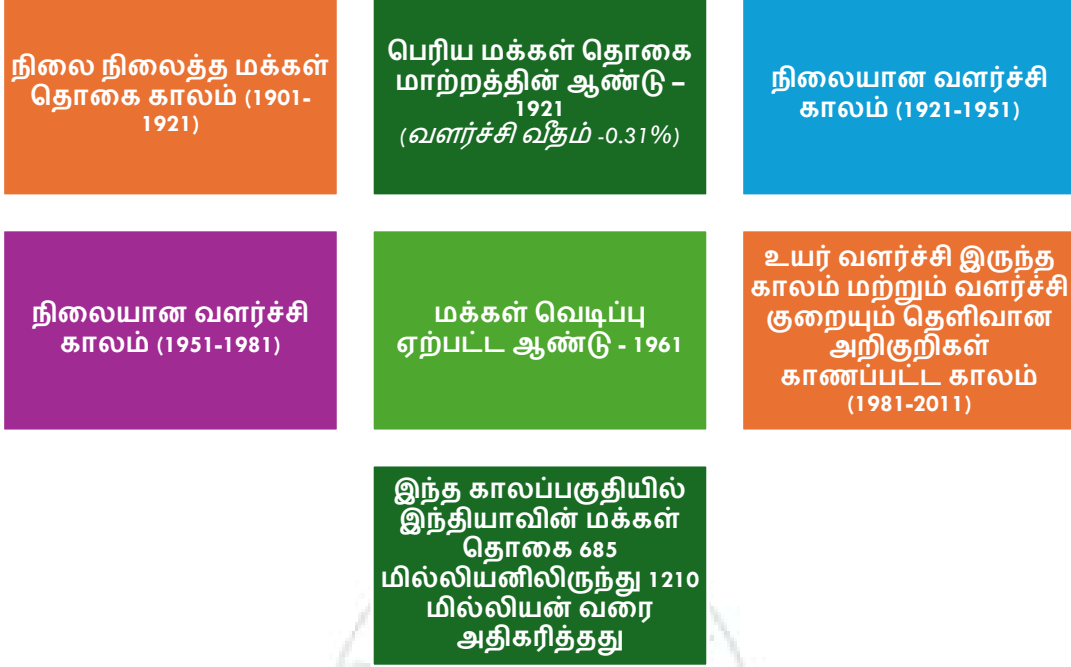 நிலை நிலைத்த மக்கள்
தொகை காலம் (1901-
1921)
பெரிய மக்கள் தொகை
மாற்றத்தின் ஆண்டு –
1921
(வளர்ச்சி வீதம் -0.31%)
நிலையான வளர்ச்சி
காலம் (1921-1951)
நிலையான வளர்ச்சி
காலம் (1951-1981)
மக்கள் வெடிப்பு
ஏற்பட்ட ஆண்டு - 1961
உயர் வளர்ச்சி இருந்த
காலம் மற்றும் வளர்ச்சி
குறையும் தெளிவான
அறிகுறிகள்
காணப்பட்ட காலம்
(1981-2011)
இந்த காலப்பகுதியில்
இந்தியாவின் மக்கள்
தொகை 685
மில்லியனிலிருந்து 1210
மில்லியன் வரை
அதிகரித்தது